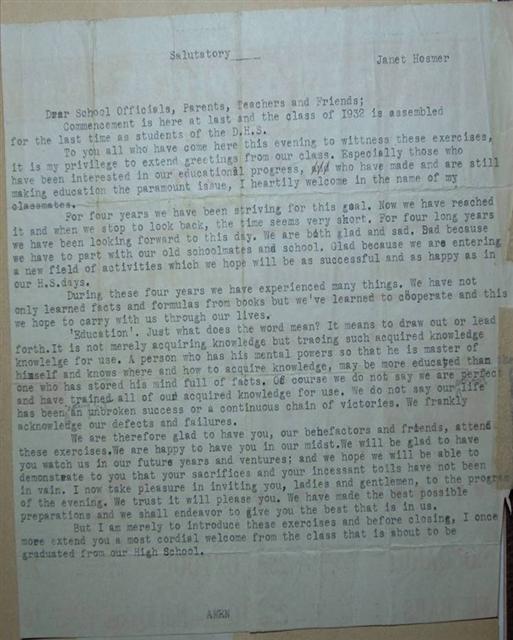 Salutatory____ Janet Hosmer
Dear School Officials, Parents, Teachers and Friends;
Commencement is here at last and the class of 1932 is assembled
for the last time as students of the D.H.S.
To you all who have come here this evening to witness these exercises,
it is my privilege to extend greetings from our class. Especially those who
have been interested in our educational progress, who have made and are still
making education the paramount issue, I heartily welcome in the name of my
classmates.
For four years we have been striving for this goal. Now we have reached
it and when we stop to look back, the time seems very short. For four long years
we have been looking forward to this day. We are both glad and sad. Bad because
we have to part with our old schoolmates and school. Glad because we are entering
a new field of activities which we hope will be as successful and as happy as in
our H.S.days.
During these four years we have experienced many things. We have not
only learned facts and formulas from books but we've learned to cooperate and this
we hope to carry with us through our lives.
'Education'. Just what does the word mean? It means to draw out or lead
forth.It is not merely acquiring knowledge but tracing such acquired knowledge to
knowlelge for use. A person who has his mental powers so that he is master of
himself and knows where and how to acquire knowledge, may be more educated than the
one who has stored his mind full of facts. Of course we do not say we are perfect
and have trained all of our acquired knowledge for use. We do not say our life
has been an unbroken success or a continuous chain of victories. We frankly
acknowledge our defects and failures.
We are therefore glad to have you, our benefactors and friends, attend
these exercises.We are happy to have you in our midst.We will be glad to have
you watch us in our future years and ventures; and we hope we will be able to
demonstrate to you that your sacrifices and your incessant toils have not been
in vain. I now take pleasure in inviting you, ladies and gentlemen, to the program
of the evening. We trust it will please you. We have made the best possible
preparations and we shall endeavor to give you the best that is in us.
But I am merely to introduce these exercises and before closing, I once
more extend you a most cordial welcome from the class that is about to be
graduated from our High School.
AMEN